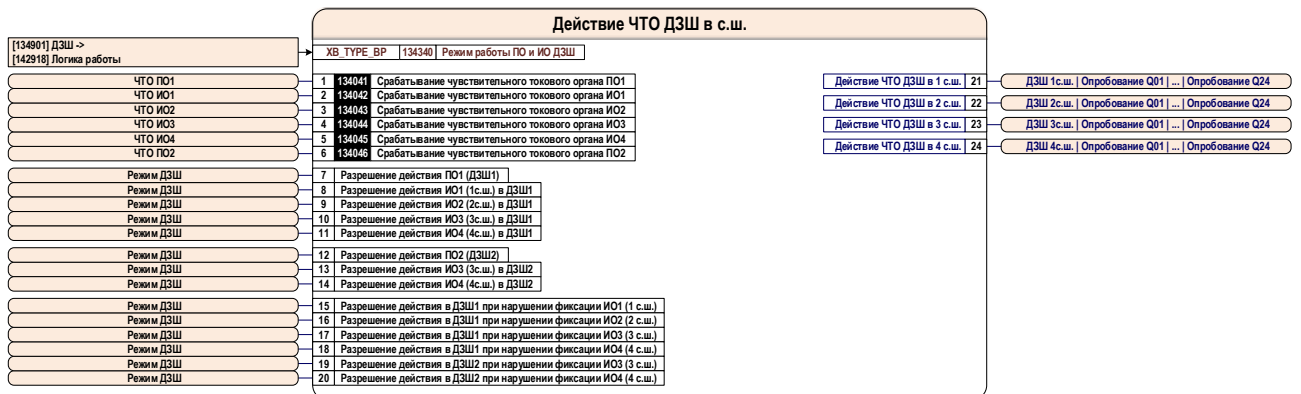 Действие ЧТО ДЗШ в с.ш.
[134901] ДЗШ ->
[142918] Логика работы
XB_TYPE_BP 134340 Режим работы ПО и ИО ДЗШ
ЧТО ПО1 1 134041 Срабатывание чувствительного токового органа ПО1 Действие ЧТО ДЗШ в 1 с.ш. 21 ДЗШ 1с.ш. | Опробование Q01 | ... | Опробование Q24
ЧТО ИО1 2 134042 Срабатывание чувствительного токового органа ИО1 Действие ЧТО ДЗШ в 2 с.ш. 22 ДЗШ 2с.ш. | Опробование Q01 | ... | Опробование Q24
ЧТО ИО2 3 134043 Срабатывание чувствительного токового органа ИО2 Действие ЧТО ДЗШ в 3 с.ш. 23 ДЗШ 3с.ш. | Опробование Q01 | ... | Опробование Q24
ЧТО ИО3 4 134044 Срабатывание чувствительного токового органа ИО3 Действие ЧТО ДЗШ в 4 с.ш. 24 ДЗШ 4с.ш. | Опробование Q01 | ... | Опробование Q24
ЧТО ИО4 5 134045 Срабатывание чувствительного токового органа ИО4
ЧТО ПО2 6 134046 Срабатывание чувствительного токового органа ПО2
Режим ДЗШ 7 Разрешение действия ПО1 (ДЗШ1)
Режим ДЗШ 8 Разрешение действия ИО1 (1с.ш.) в ДЗШ1
Режим ДЗШ 9 Разрешение действия ИО2 (2с.ш.) в ДЗШ1
Режим ДЗШ 10 Разрешение действия ИО3 (3с.ш.) в ДЗШ1
Режим ДЗШ 11 Разрешение действия ИО4 (4с.ш.) в ДЗШ1
Режим ДЗШ 12 Разрешение действия ПО2 (ДЗШ2)
Режим ДЗШ 13 Разрешение действия ИО3 (3с.ш.) в ДЗШ2
Режим ДЗШ 14 Разрешение действия ИО4 (4с.ш.) в ДЗШ2
Режим ДЗШ 15 Разрешение действия в ДЗШ1 при нарушении фиксации ИО1 (1 с.ш.)
Режим ДЗШ 16 Разрешение действия в ДЗШ1 при нарушении фиксации ИО2 (2 с.ш.)
Режим ДЗШ 17 Разрешение действия в ДЗШ1 при нарушении фиксации ИО3 (3 с.ш.)
Режим ДЗШ 18 Разрешение действия в ДЗШ1 при нарушении фиксации ИО4 (4 с.ш.)
Режим ДЗШ 19 Разрешение действия в ДЗШ2 при нарушении фиксации ИО3 (3 с.ш.)
Режим ДЗШ 20 Разрешение действия в ДЗШ2 при нарушении фиксации ИО4 (4 с.ш.)